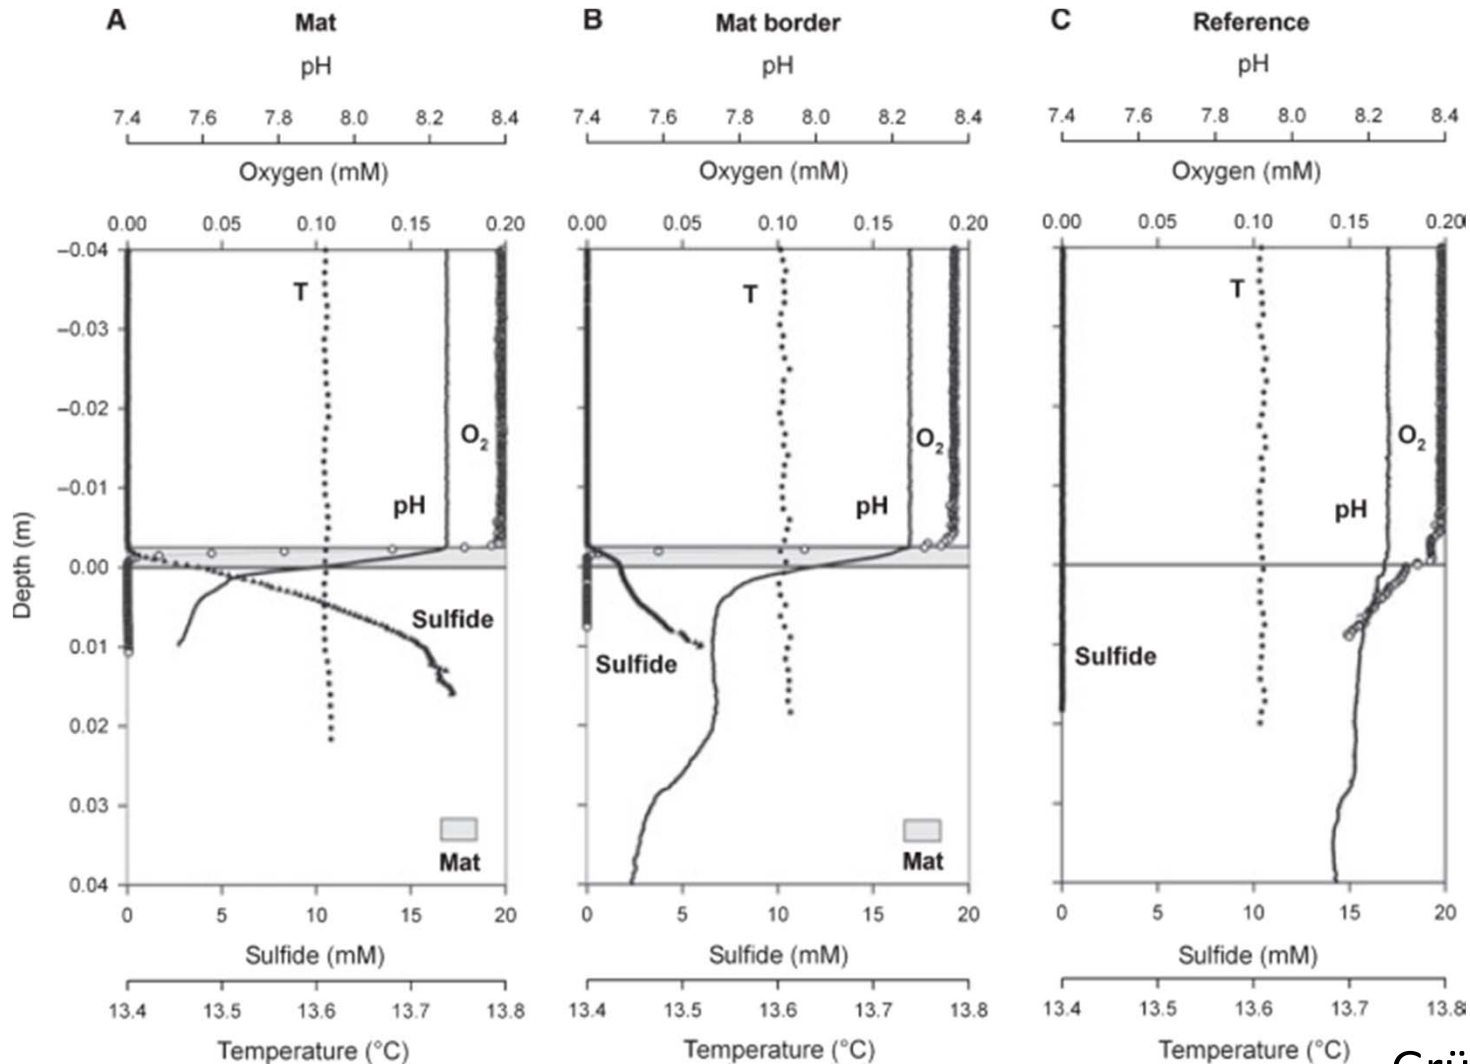 A Mat
pH
7.4 7.6 7.8 8.0 8.2 8.4
Oxygen (mM)
0.00 0.05 0.10 0.15 0.20
Depth (m)
−0.04
−0.03
−0.02
−0.01
0.00
0.01
0.02
0.03
0.04
T
O2
pH
Sulfide
Mat
0 5 10 15 20
Sulfide (mM)
13.4 13.5 13.6 13.7 13.8
Temperature (°C)
B Mat border
pH
7.4 7.6 7.8 8.0 8.2 8.4
Oxygen (mM)
0.00 0.05 0.10 0.15 0.20
T
O2
pH
Sulfide
Mat
0 5 10 15 20
Sulfide (mM)
13.4 13.5 13.6 13.7 13.8
Temperature (°C)
C Reference
pH
7.4 7.6 7.8 8.0 8.2 8.4
Oxygen (mM)
0.00 0.05 0.10 0.15 0.20
T
O2
pH
Sulfide
0 5 10 15 20
Sulfide (mM)
13.4 13.5 13.6 13.7 13.8
Temperature (°C)